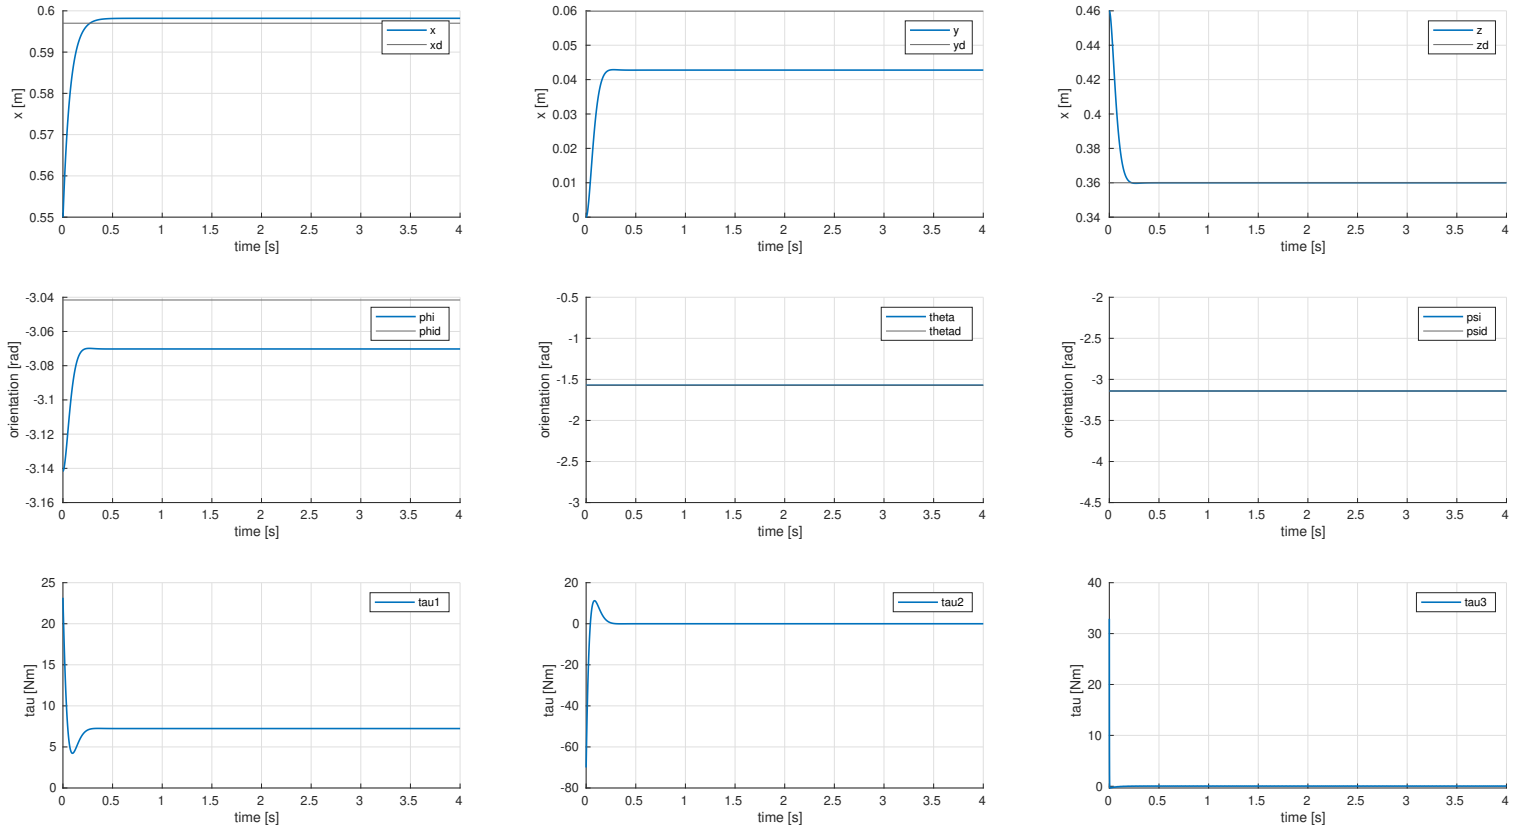 0.6
0.59
0.58
0.57
0.56
0.55
x [m]
x
xd
0 0.5 1 1.5 2 2.5 3 3.5 4
time [s]
0.06
0.05
0.04
0.03
0.02
0.01
0
x [m]
y
yd
0 0.5 1 1.5 2 2.5 3 3.5 4
time [s]
0.46
0.44
0.42
0.4
0.38
0.36
0.34
x [m]
z
zd
0 0.5 1 1.5 2 2.5 3 3.5 4
time [s]
-3.04
-3.06
-3.08
-3.1
-3.12
-3.14
-3.16
orientation [rad]
phi
phid
0 0.5 1 1.5 2 2.5 3 3.5 4
time [s]
-0.5
-1
-1.5
-2
-2.5
-3
orientation [rad]
theta
thetad
0 0.5 1 1.5 2 2.5 3 3.5 4
time [s]
-2
-2.5
-3
-3.5
-4
-4.5
orientation [rad]
psi
psid
0 0.5 1 1.5 2 2.5 3 3.5 4
time [s]
25
20
15
10
5
0
tau [Nm]
tau1
0 0.5 1 1.5 2 2.5 3 3.5 4
time [s]
20
0
-20
-40
-60
-80
tau [Nm]
tau2
0 0.5 1 1.5 2 2.5 3 3.5 4
time [s]
40
30
20
10
0
tau [Nm]
tau3
0 0.5 1 1.5 2 2.5 3 3.5 4
time [s]